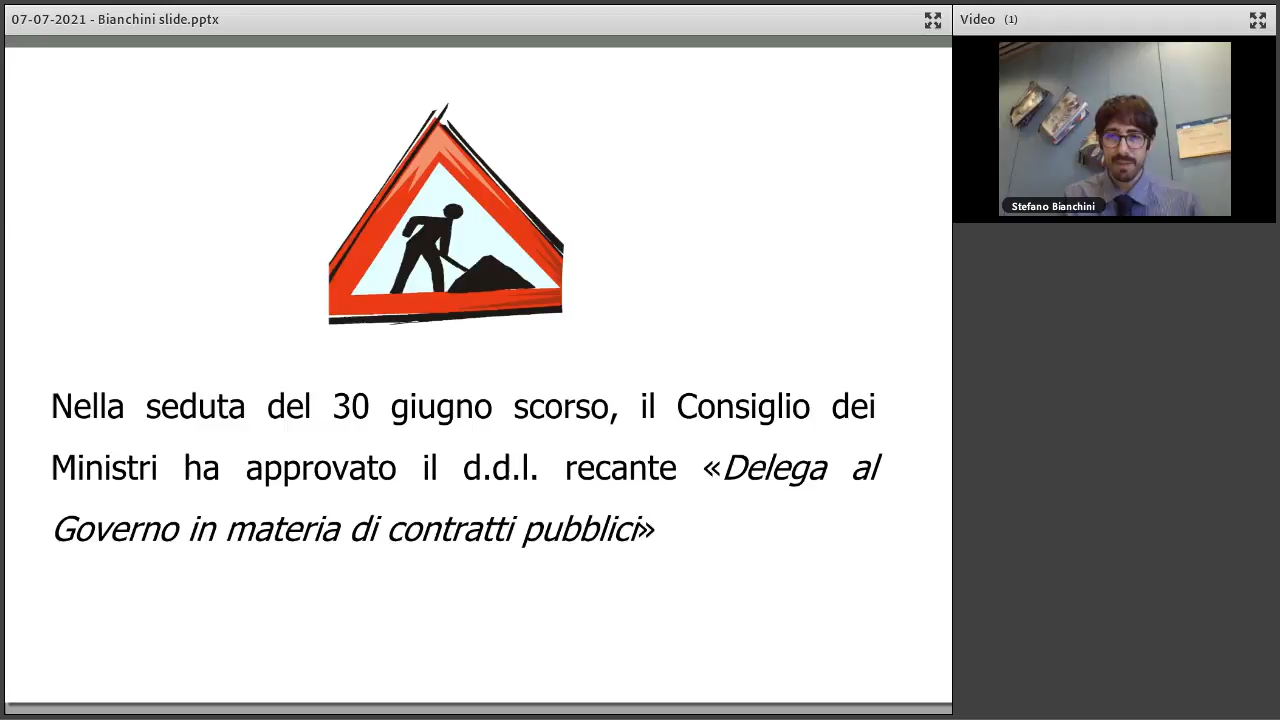 07-07-2021 - Bianchini slide.pptx
Video (1)
Stefano Bianchini
Nella seduta del 30 giugno scorso, il Consiglio dei
Ministri ha approvato il d.d.l. recante «Delega al
Governo in materia di contratti pubblici»